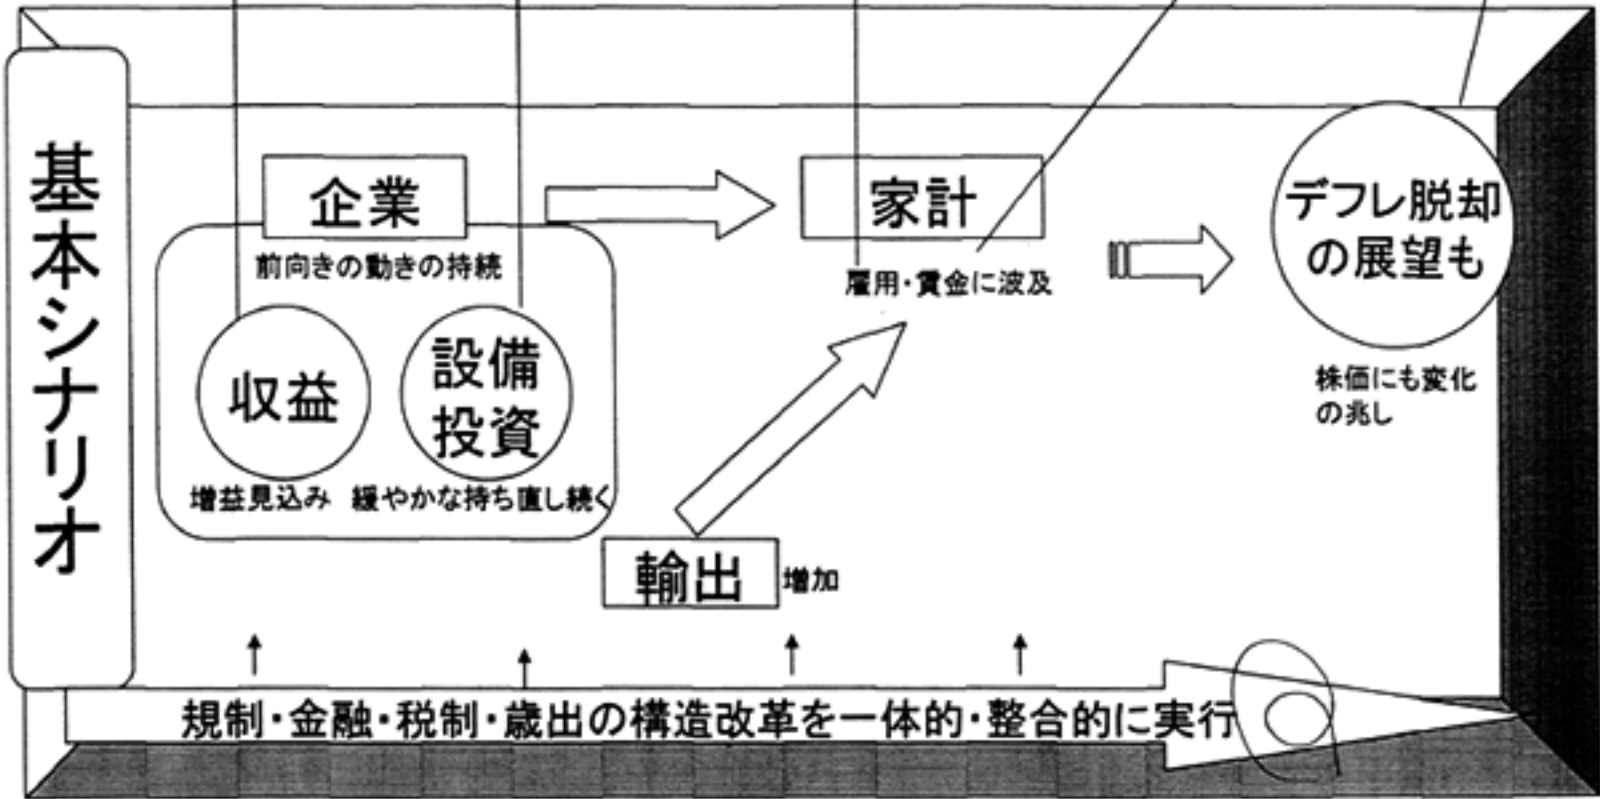 基本シナリオ
企業
前向きの動きの持続
収益
増益見込み
設備
投資
緩やかな持ち直し続く
家計
雇用・賃金に波及
輸出
増加
デフレ脱却
の展望も
株価にも変化
の兆し
規制・金融・税制・歳出の構造改革を一体的・整合的に実行